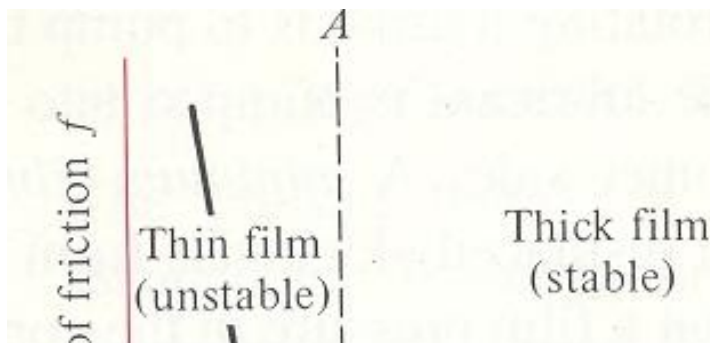 A
of friction f
Thin film
(unstable)
Thick film
(stable)